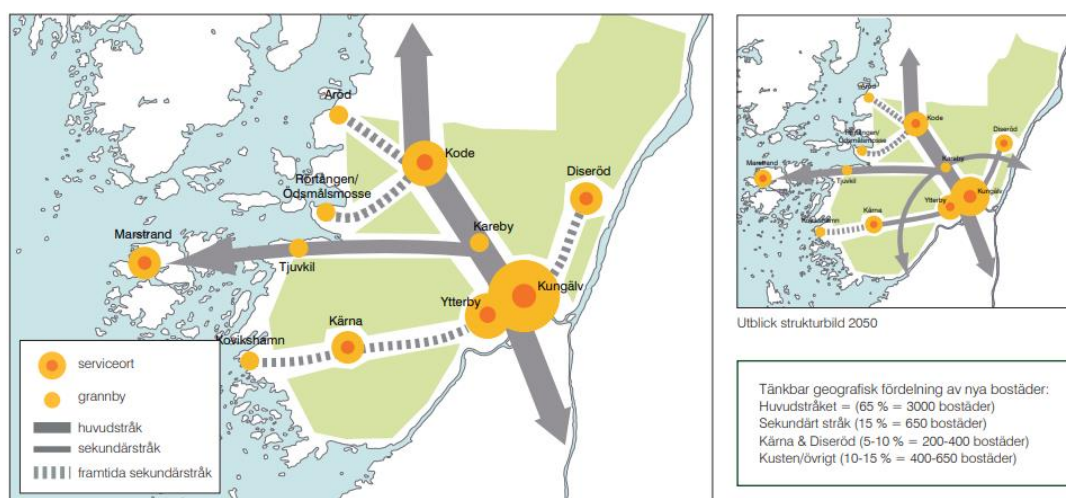 Aröd
Kode
Diseröd
Rörtången/
Ödsmålsmosse
Kareby
Marstrand
Tjuvkil
Kungälv
Ytterby
Kärna
Kovikshamn
serviceort
grannby
huvudstråk
sekundärstråk
framtida sekundärstråk
Kode
Diseröd
Ödsmålsmosse
Kareby
Marstrand
Tjuvkil
Kungälv
Ytterby
Kärna
Utblick strukturbild 2050
Tänkbar geografisk fördelning av nya bostäder:
Huvudstråket = (65 % = 3000 bostäder)
Sekundärt stråk (15 % = 650 bostäder)
Kärna & Diseröd (5-10 % = 200-400 bostäder)
Kusten/övrigt (10-15 % = 400-650 bostäder)